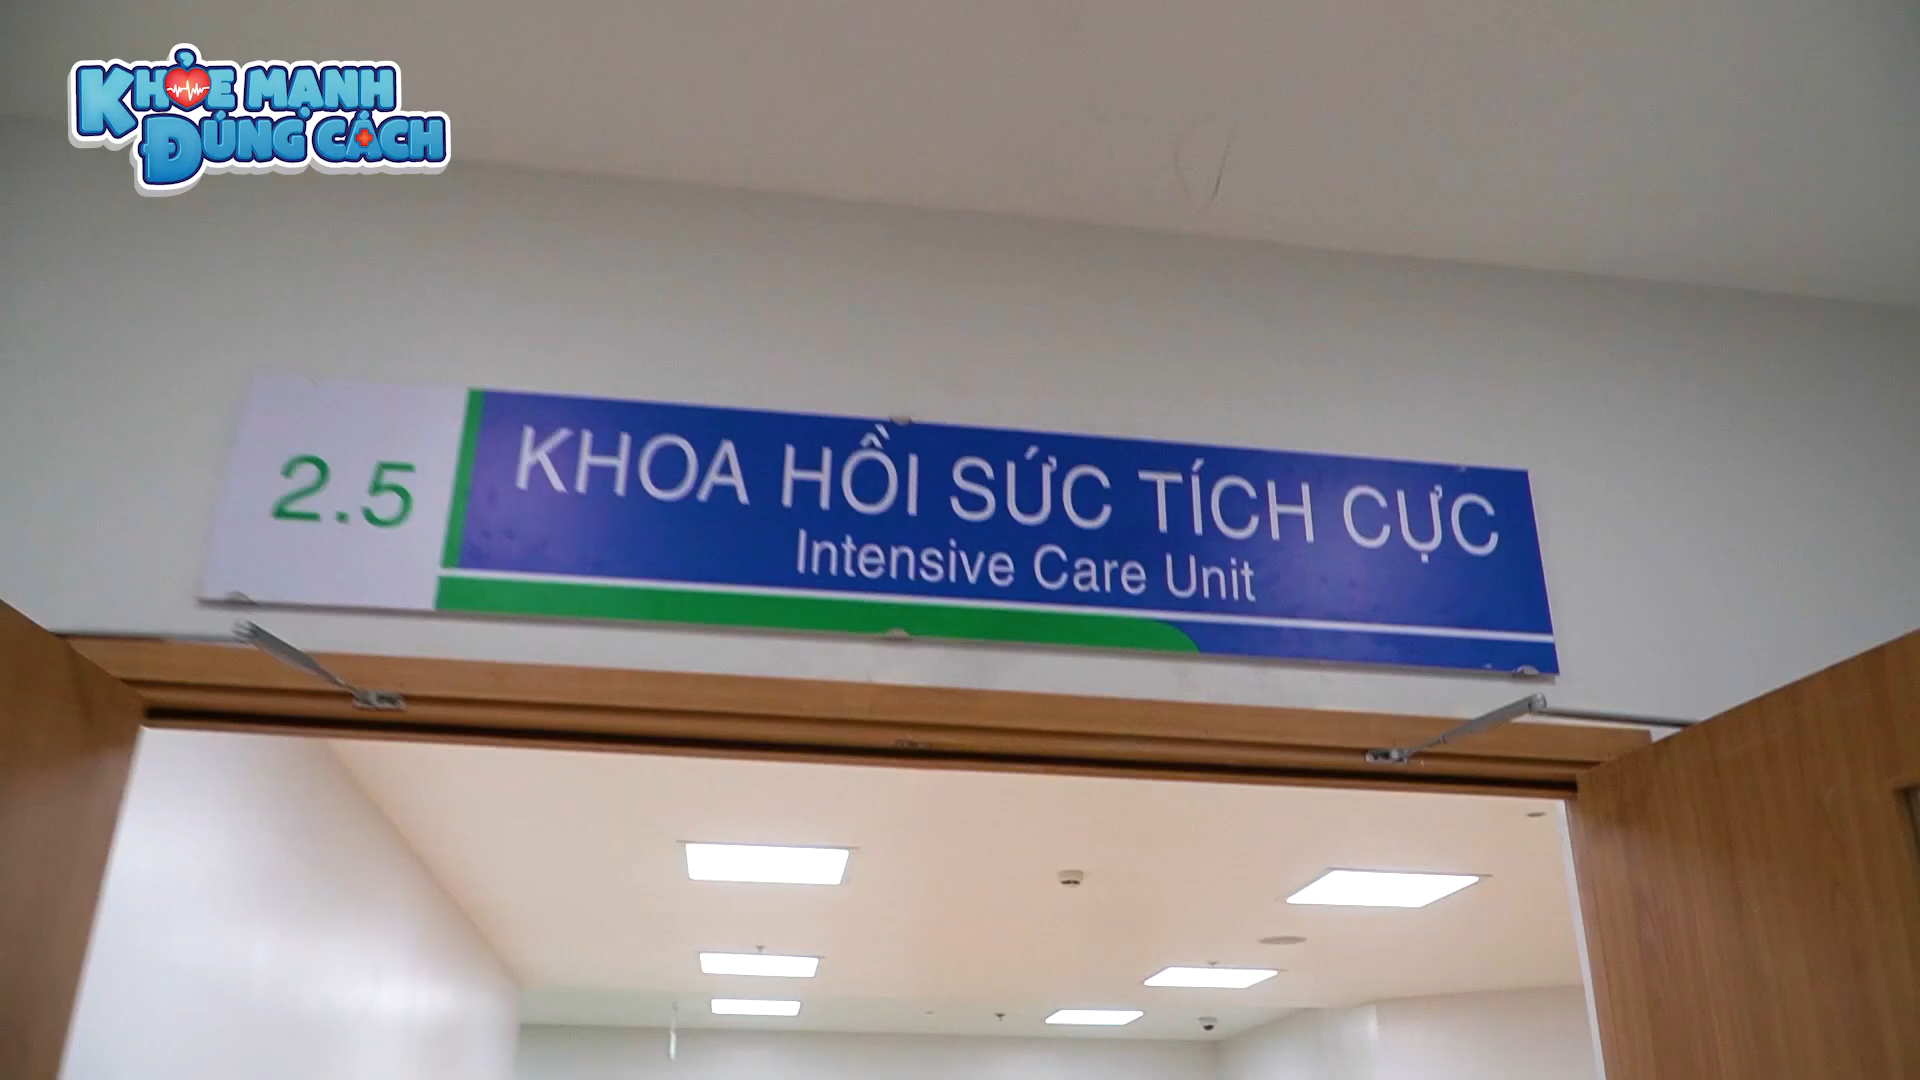 KHỎE MẠNH
ĐÚNG CÁCH
2.5
KHOA HỒI SỨC TÍCH CỰC
Intensive Care Unit